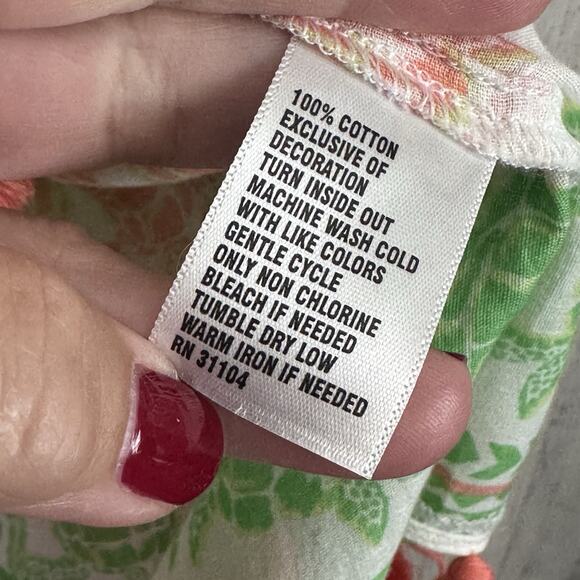 100% COTTON
EXCLUSIVE OF
DECORATION
TURN INSIDE OUT
MACHINE WASH COLD
WITH LIKE COLORS
GENTLE CYCLE
ONLY NON CHLORINE
BLEACH IF NEEDED
TUMBLE DRY LOW
WARM IRON IF NEEDED
RN 31104